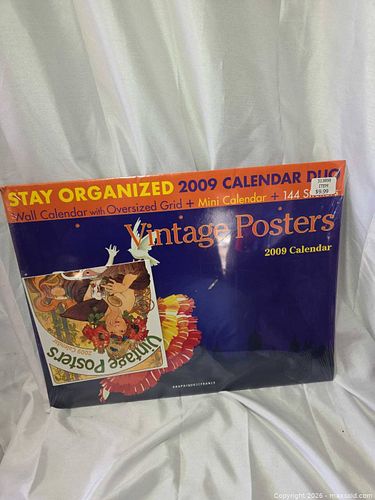 STAY ORGANIZED 2009 CALENDAR DUO
Wall Calendar with Oversized Grid + Mini Calendar + 144
$9.99
Vintage Posters
2009 Calendar
Vintage Posters
Copyright 2026 - maxsold.com